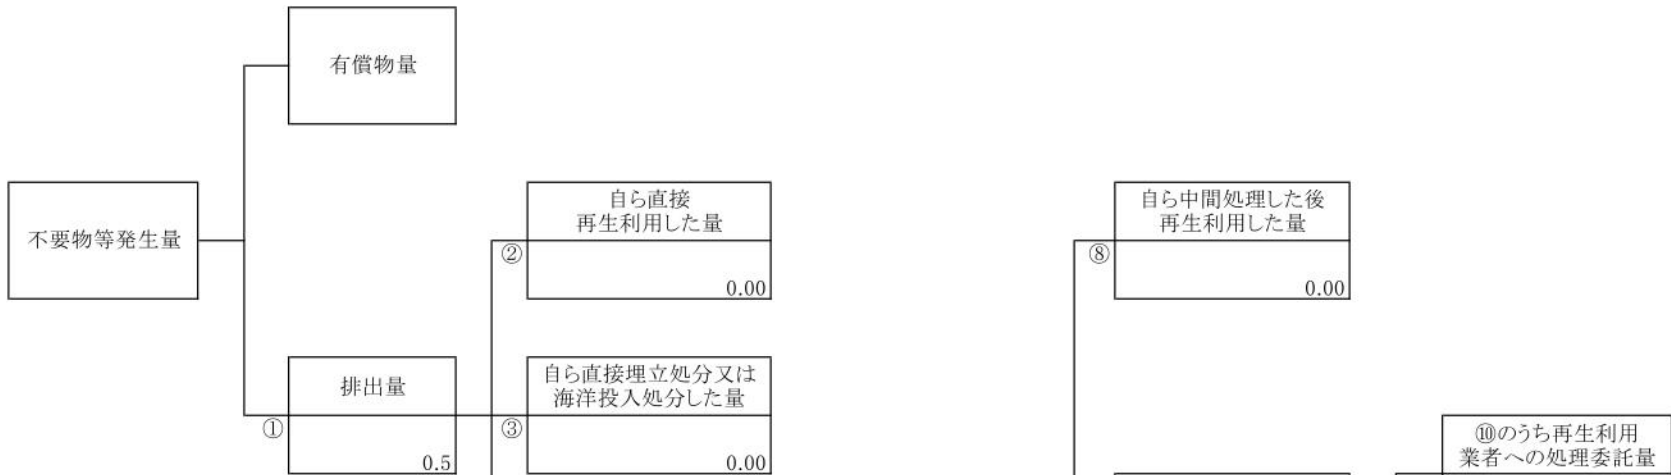 有償物量
不要物等発生量
自ら直接
再生利用した量
②
0.00
自ら中間処理した後
再生利用した量
⑧
0.00
排出量
①
0.5
自ら直接埋立処分又は
海洋投入処分した量
③
0.00
⑩のうち再生利用
業者への処理委託量